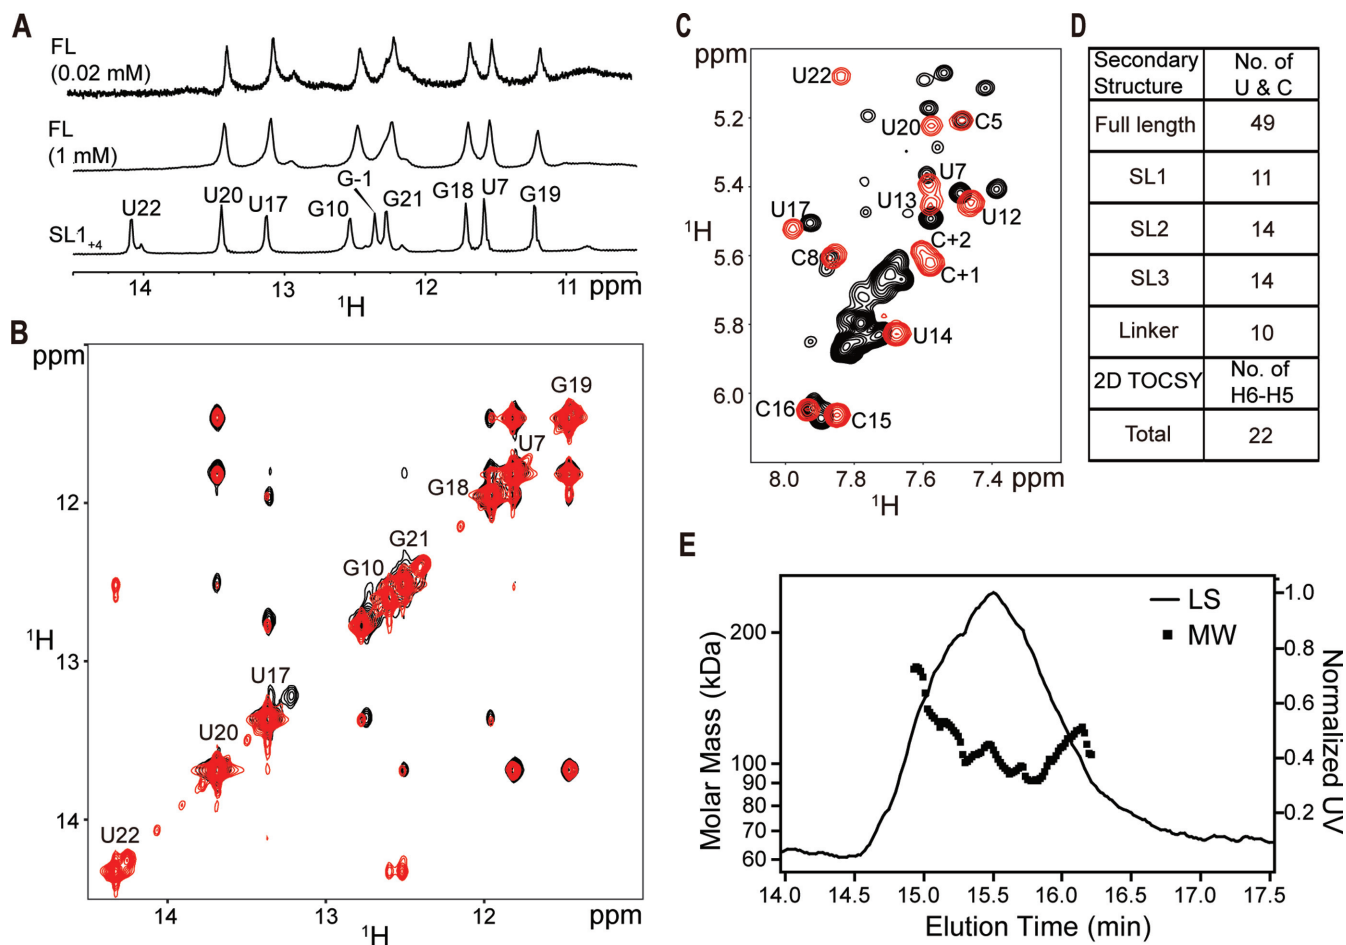 A
FL
(0.02 mM)
FL
(1 mM)
SL1+4
U22
U20
U17
G10
G-1
G21
G18
U7
G19
14
13
12
11
ppm
1H
B
ppm
G19
U7
G18
G21
G10
U17
U20
U22
12
13
14
1H
14
13
12
ppm
1H
C
ppm
U22
U20
C5
U7
U13
U12
U17
C+2
C8
C+1
U14
C16
C15
5.2
5.4
5.6
5.8
6.0
1H
8.0
7.8
7.6
7.4
ppm
1H
D
Secondary Structure
No. of U & C
Full length
49
SL1
11
SL2
14
SL3
14
Linker
10
2D TOCSY
No. of H6-H5
Total
22
E
LS
MW
Molar Mass (kDa)
200
100
90
80
70
60
Normalized UV
1.0
0.8
0.6
0.4
0.2
14.0
14.5
15.0
15.5
16.0
16.5
17.0
17.5
Elution Time (min)